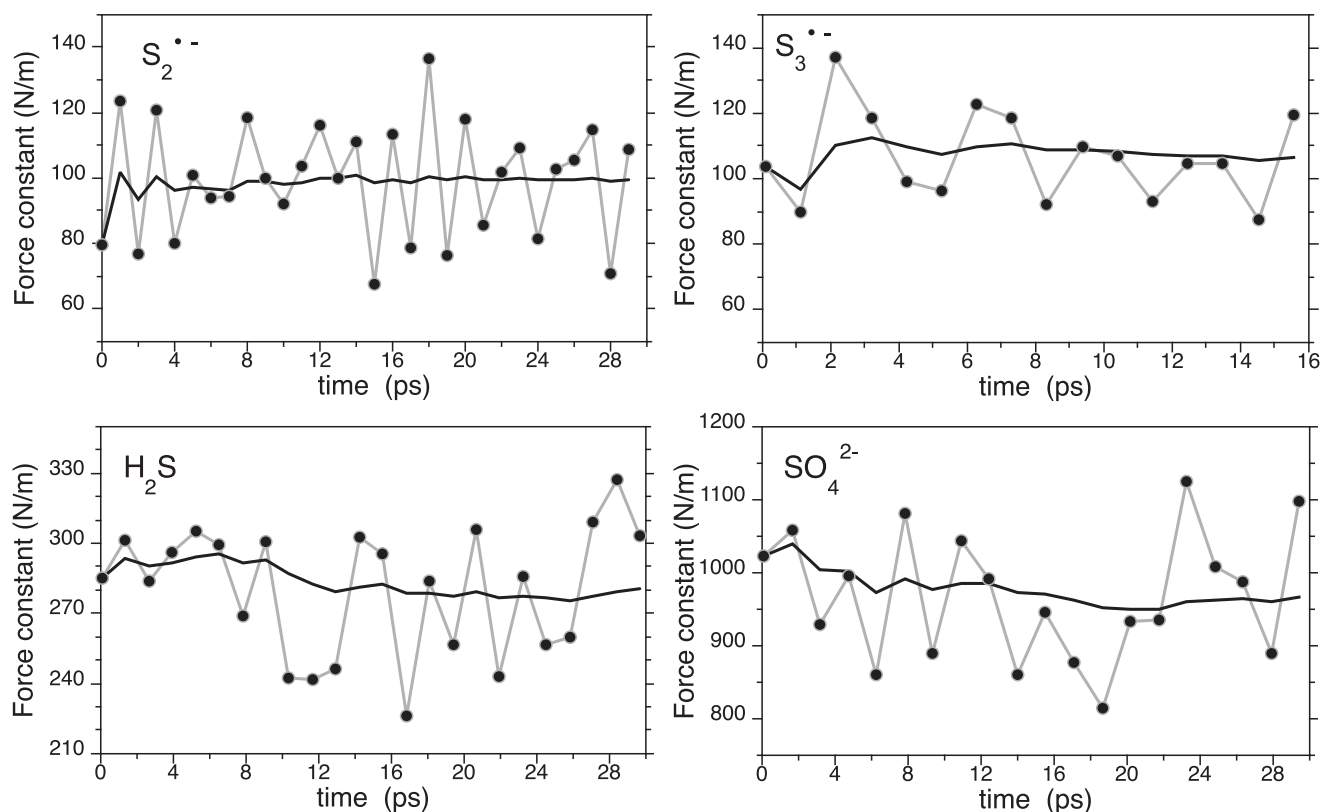 S₂•-
Force constant (N/m)
140
120
100
80
60
0 4 8 12 16 20 24 28
time (ps)
S₃•-
Force constant (N/m)
140
120
100
80
60
0 2 4 6 8 10 12 14 16
time (ps)
H₂S
Force constant (N/m)
330
300
270
240
210
0 4 8 12 16 20 24 28
time (ps)
SO₄²⁻
Force constant (N/m)
1200
1100
1000
900
800
0 4 8 12 16 20 24 28
time (ps)